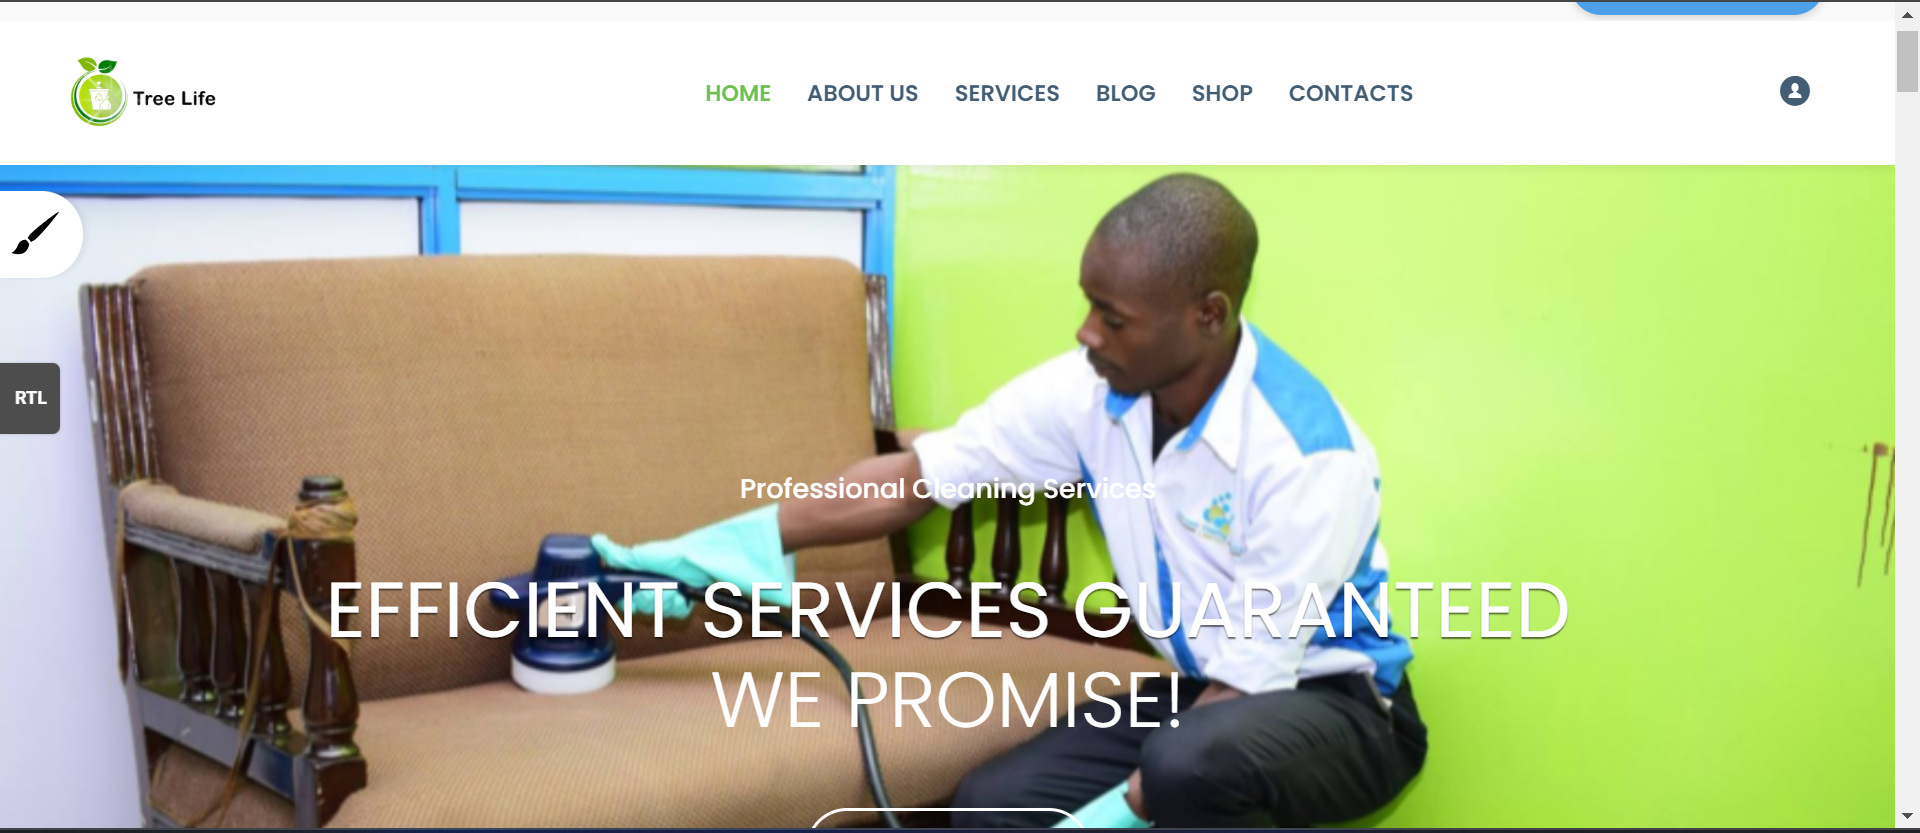 Tree Life
HOME ABOUT US SERVICES BLOG SHOP CONTACTS
RTL
Professional Cleaning Services
EFFICIENT SERVICES GUARANTEED
WE PROMISE!